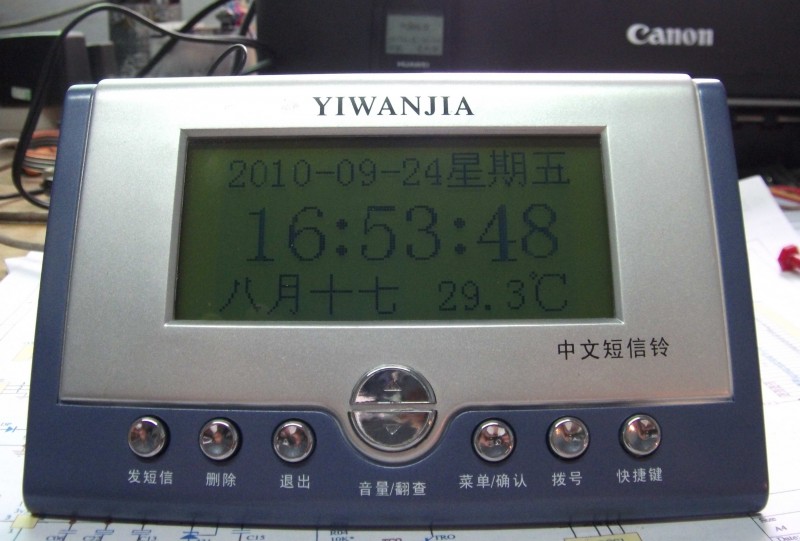 Canon
HUAWEI
YIWANJIA
2010-09-24星期五
16:53:48
八月十七 29.3℃
中文短信铃
发短信 删除 退出 音量/翻查 菜单/确认 拨号 快捷键
C15